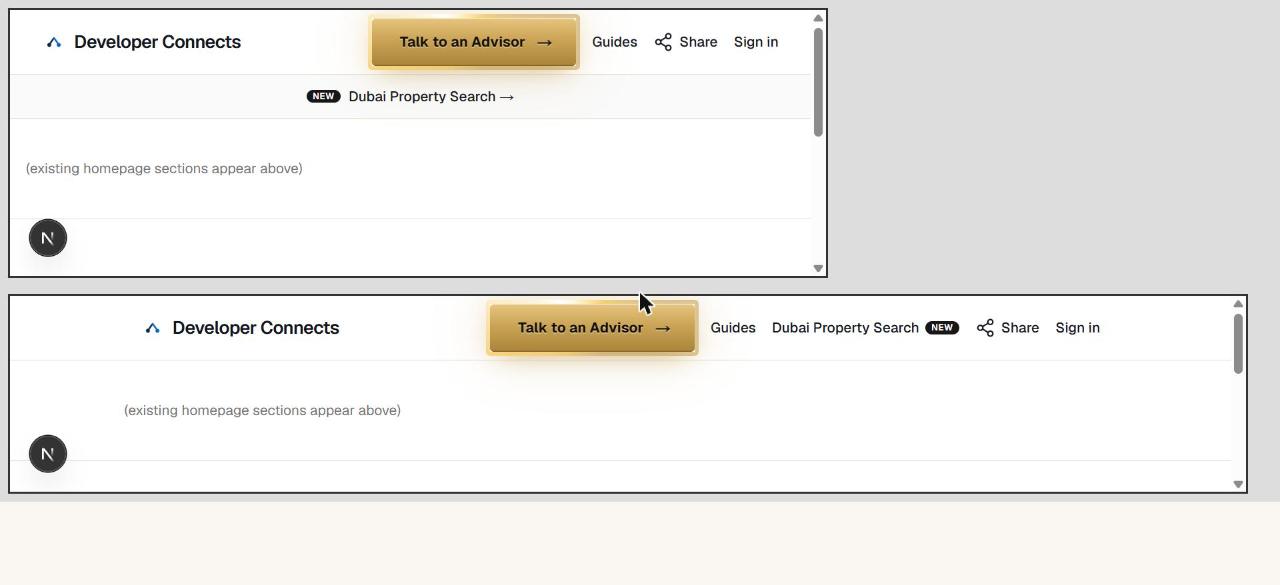 Developer Connects Talk to an Advisor → Guides Share Sign in
NEW Dubai Property Search →
(existing homepage sections appear above)
N
Developer Connects Talk to an Advisor → Guides Dubai Property Search NEW Share Sign in
(existing homepage sections appear above)
N